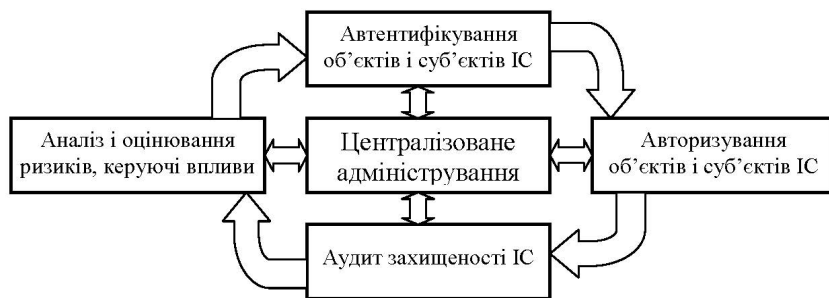 Автентифікування
об’єктів і суб’єктів ІС
Аналіз і оцінювання
ризиків, керуючі впливи
Централізоване
адміністрування
Авторизування
об’єктів і суб’єктів ІС
Аудит захищеності ІС